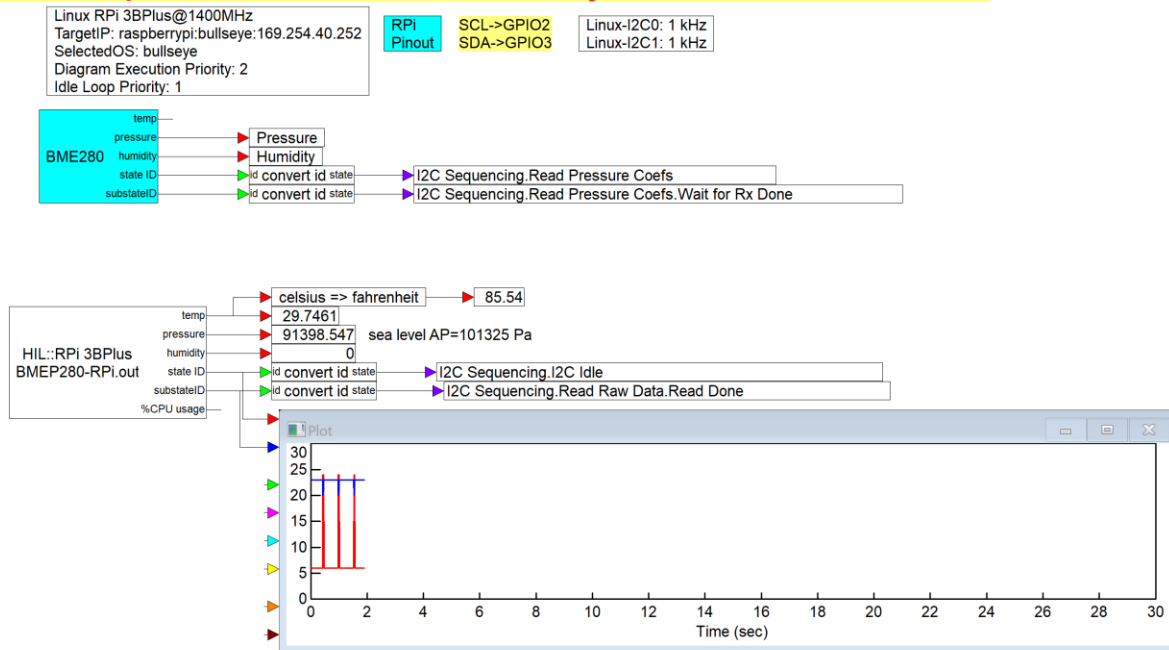 Linux RPi 3BPlus@1400MHz
TargetIP: raspberrypi:bullseye:169.254.40.252
SelectedOS: bullseye
Diagram Execution Priority: 2
Idle Loop Priority: 1
RPi
Pinout
SCL->GPIO2
SDA->GPIO3
Linux-I2C0: 1 kHz
Linux-I2C1: 1 kHz
BME280
temp
pressure
humidity
state ID
substateID
Pressure
Humidity
id convert id state
I2C Sequencing.Read Pressure Coefs
id convert id state
I2C Sequencing.Read Pressure Coefs.Wait for Rx Done
HIL::RPi 3BPlus
BMEP280-RPi.out
temp
pressure
humidity
state ID
substateID
%CPU usage
celsius => fahrenheit
85.54
29.7461
91398.547
sea level AP=101325 Pa
0
id convert id state
I2C Sequencing.I2C Idle
id convert id state
I2C Sequencing.Read Raw Data.Read Done
Plot
30
25
20
15
10
5
0
0 2 4 6 8 10 12 14 16 18 20 22 24 26 28 30
Time (sec)